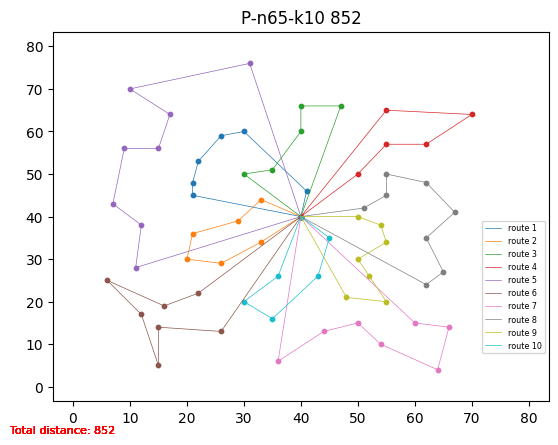 P-n65-k10 852
80
70
60
50
40
30
20
10
0
route 1
route 2
route 3
route 4
route 5
route 6
route 7
route 8
route 9
route 10
0 10 20 30 40 50 60 70 80
Total distance: 852